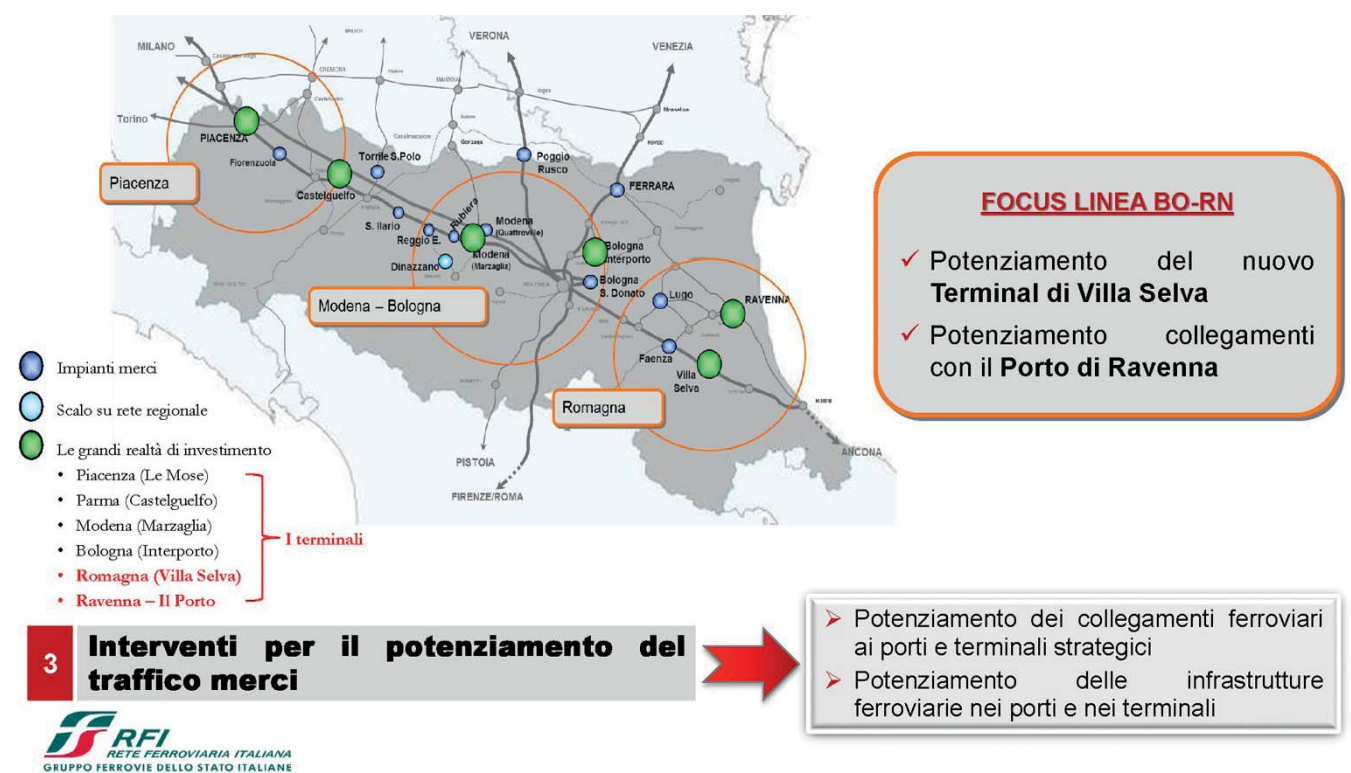 MILANO
VERONA
VENEZIA
CREMONA
MANTOVA
Torino
PIACENZA
Fiorenzuola
Castelguelfo
Torrile S.Polo
Poggio
Rusco
FERRARA
S. Ilario
Reggio E.
Rubiera
Modena
(Quattroville)
Modena
(Marzaglia)
Dinazzano
Bologna
Interporto
Bologna
S. Donato
Lugo
RAVENNA
Faenza
Villa
Selva
PISTOIA
FIRENZE/ROMA
ANCONA
Piacenza
Modena – Bologna
Romagna
Impianti merci
Scalo su rete regionale
Le grandi realtà di investimento
• Piacenza (Le Mose)
• Parma (Castelguelfo)
• Modena (Marzaglia)
• Bologna (Interporto)
• Romagna (Villa Selva)
• Ravenna – Il Porto
I terminali
FOCUS LINEA BO-RN
✓ Potenziamento del nuovo
Terminal di Villa Selva
✓ Potenziamento collegamenti
con il Porto di Ravenna
3
Interventi per il potenziamento del
traffico merci
➢ Potenziamento dei collegamenti ferroviari
ai porti e terminali strategici
➢ Potenziamento delle infrastrutture
ferroviarie nei porti e nei terminali
RFI
RETE FERROVIARIA ITALIANA
GRUPPO FERROVIE DELLO STATO ITALIANE